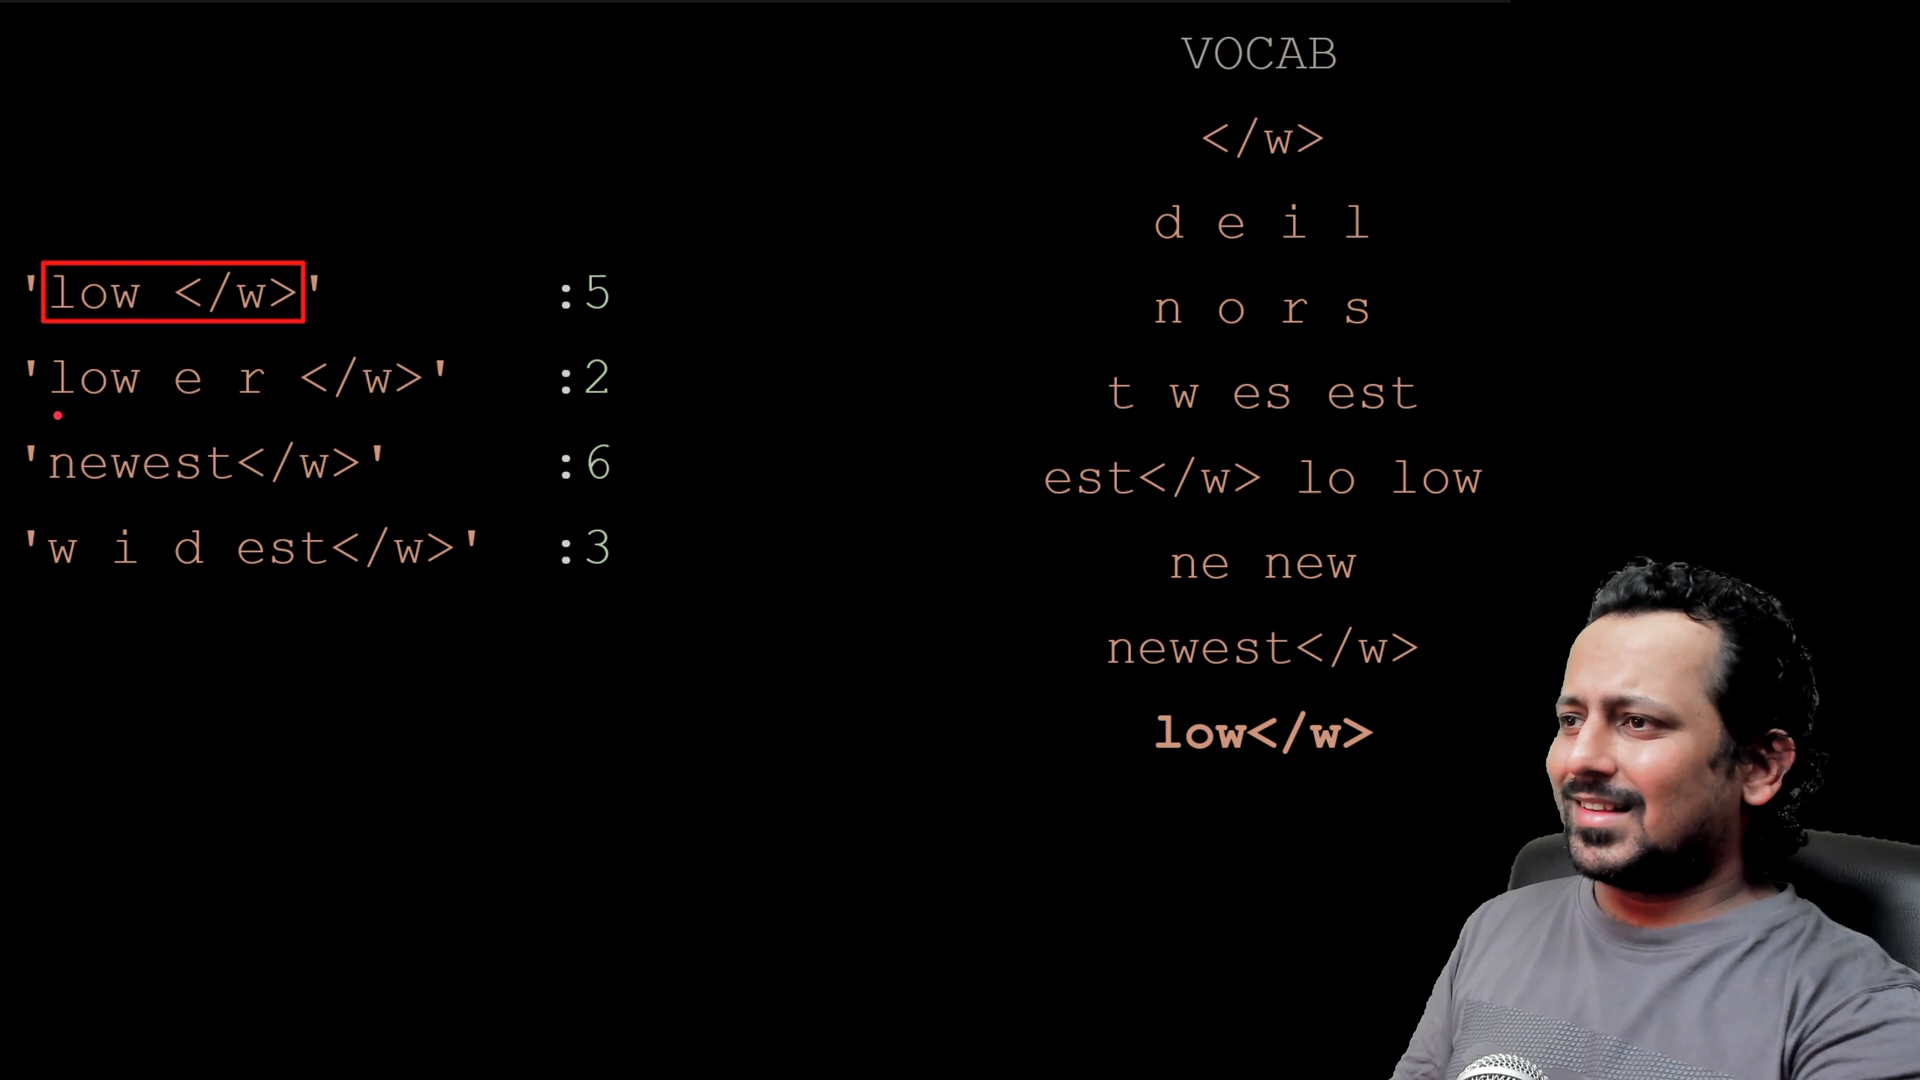 VOCAB
</w>
d e i l
n o r s
t w es est
est</w> lo low
ne new
newest</w>
low</w>
'low </w>' :5
'low e r </w>' :2
'newest</w>' :6
'w i d est</w>' :3